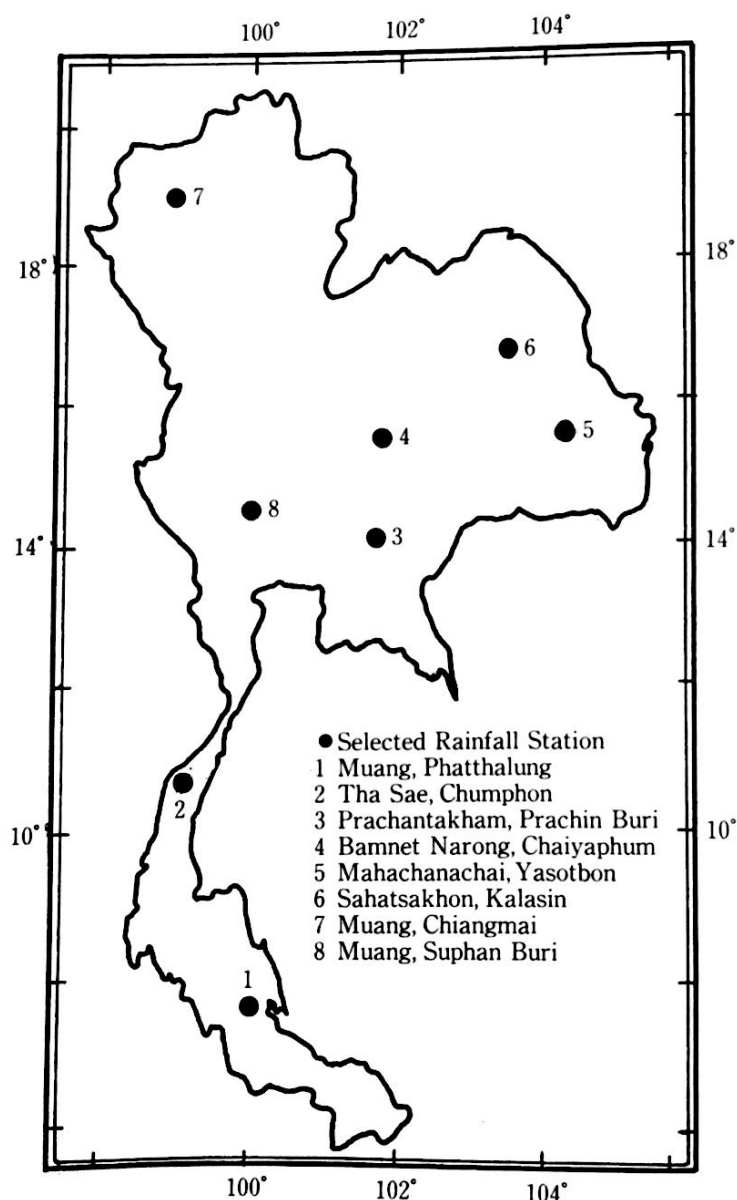 100° 102° 104°
7
18° 18°
6
4 5
8
3
14° 14°
● Selected Rainfall Station
1 Muang, Phatthalung
2 Tha Sae, Chumphon
3 Prachantakham, Prachin Buri
4 Bamnet Narong, Chaiyaphum
5 Mahachanachai, Yasotbon
6 Sahatsakhon, Kalasin
7 Muang, Chiangmai
8 Muang, Suphan Buri
2
10° 10°
1
100° 102° 104°